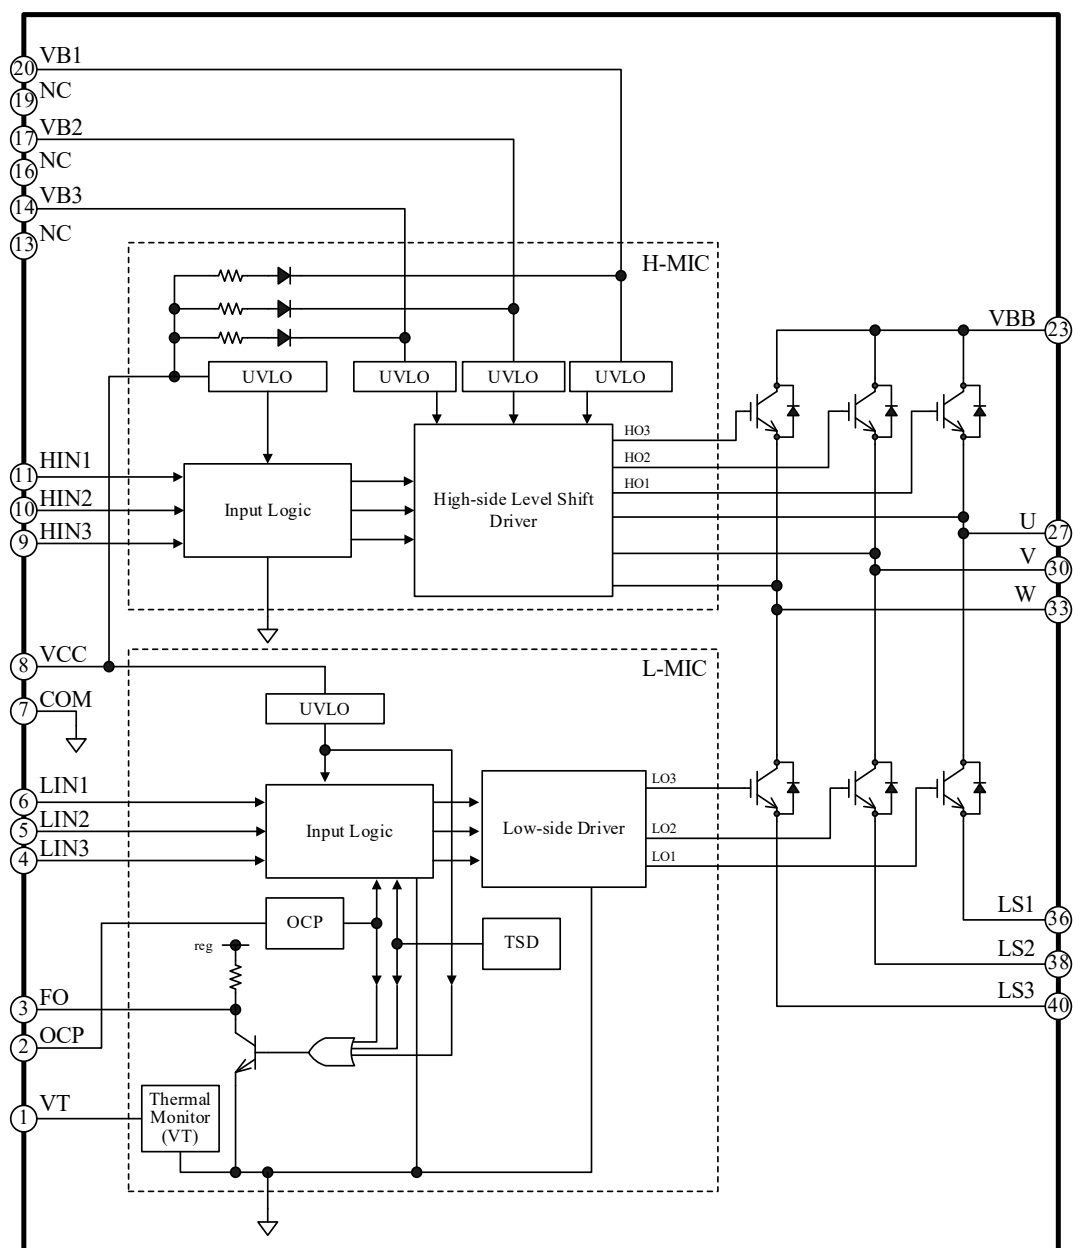 20 VB1
19 NC
17 VB2
16 NC
14 VB3
13 NC
H-MIC
VBB 23
UVLO UVLO UVLO UVLO
HO3
HO2
HO1
11 HIN1
10 HIN2
9 HIN3
Input Logic
High-side Level Shift
Driver
U 27
V 30
W 33
8 VCC
L-MIC
7 COM
UVLO
6 LIN1
5 LIN2
4 LIN3
Input Logic
Low-side Driver
LO3
LO2
LO1
OCP
TSD
reg
LS1 36
LS2 38
LS3 40
3 FO
2 OCP
1 VT
Thermal
Monitor
(VT)